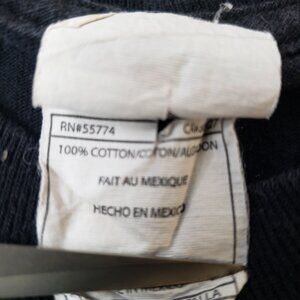 RN#55774
100% COTTON/COTON/ALGODON
FAIT AU MEXIQUE
HECHO EN MEXICO